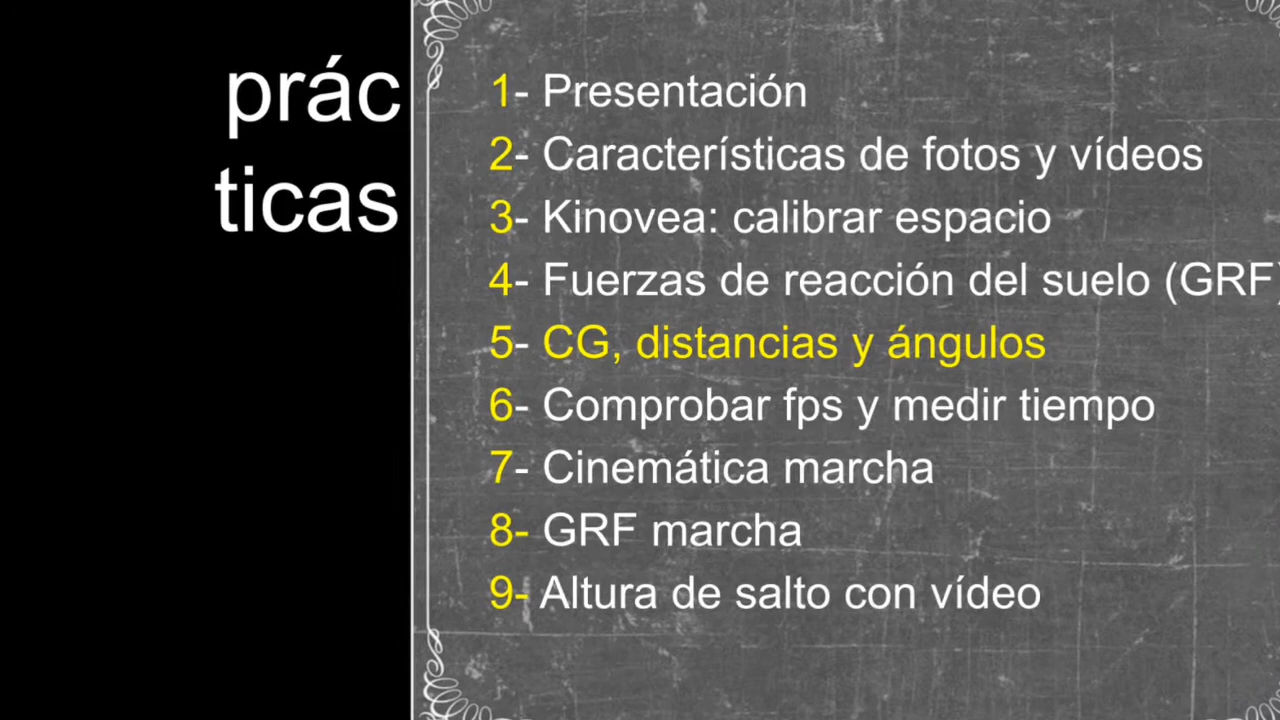 prác
ticas
1- Presentación
2- Características de fotos y vídeos
3- Kinovea: calibrar espacio
4- Fuerzas de reacción del suelo (GRF)
5- CG, distancias y ángulos
6- Comprobar fps y medir tiempo
7- Cinemática marcha
8- GRF marcha
9- Altura de salto con vídeo